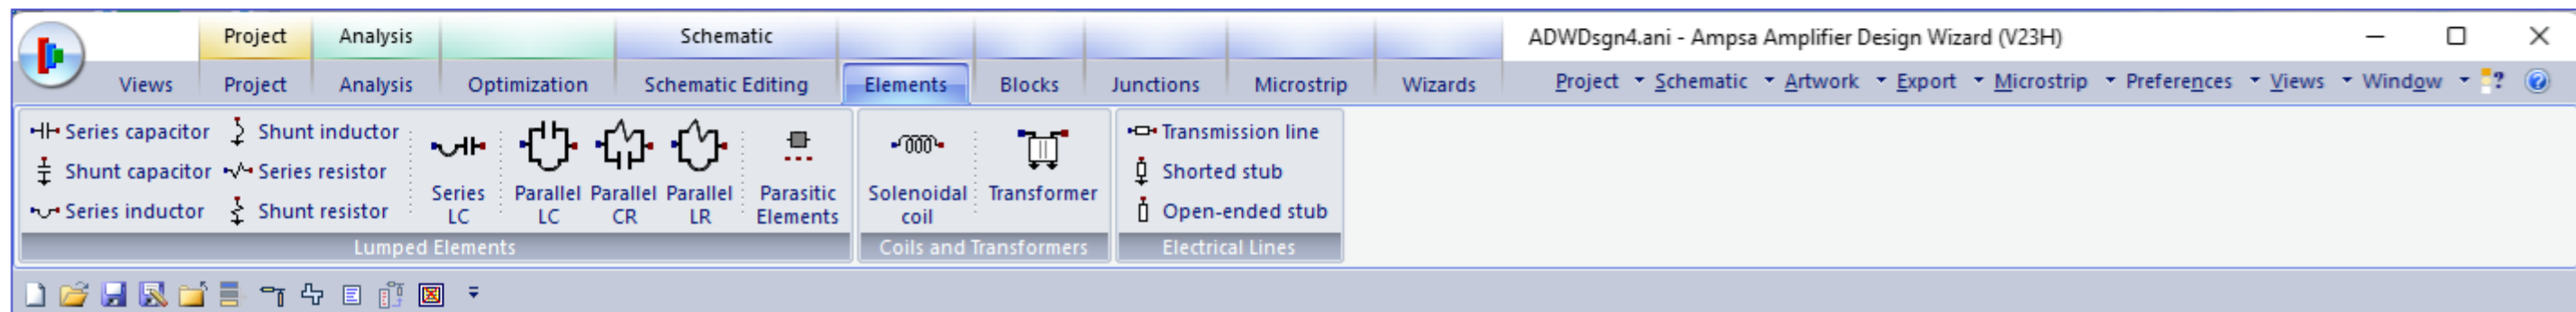 Project Analysis Schematic ADWDsgn4.ani - Ampsa Amplifier Design Wizard (V23H)
Views Project Analysis Optimization Schematic Editing Elements Blocks Junctions Microstrip Wizards Project Schematic Artwork Export Microstrip Preferences Views Window ?
Series capacitor Shunt inductor Transmission line
Shunt capacitor Series resistor Shorted stub
Series LC Parallel LC Parallel CR Parallel LR Parasitic Elements Solenoidal coil Transformer
Series inductor Shunt resistor Open-ended stub
Lumped Elements Coils and Transformers Electrical Lines